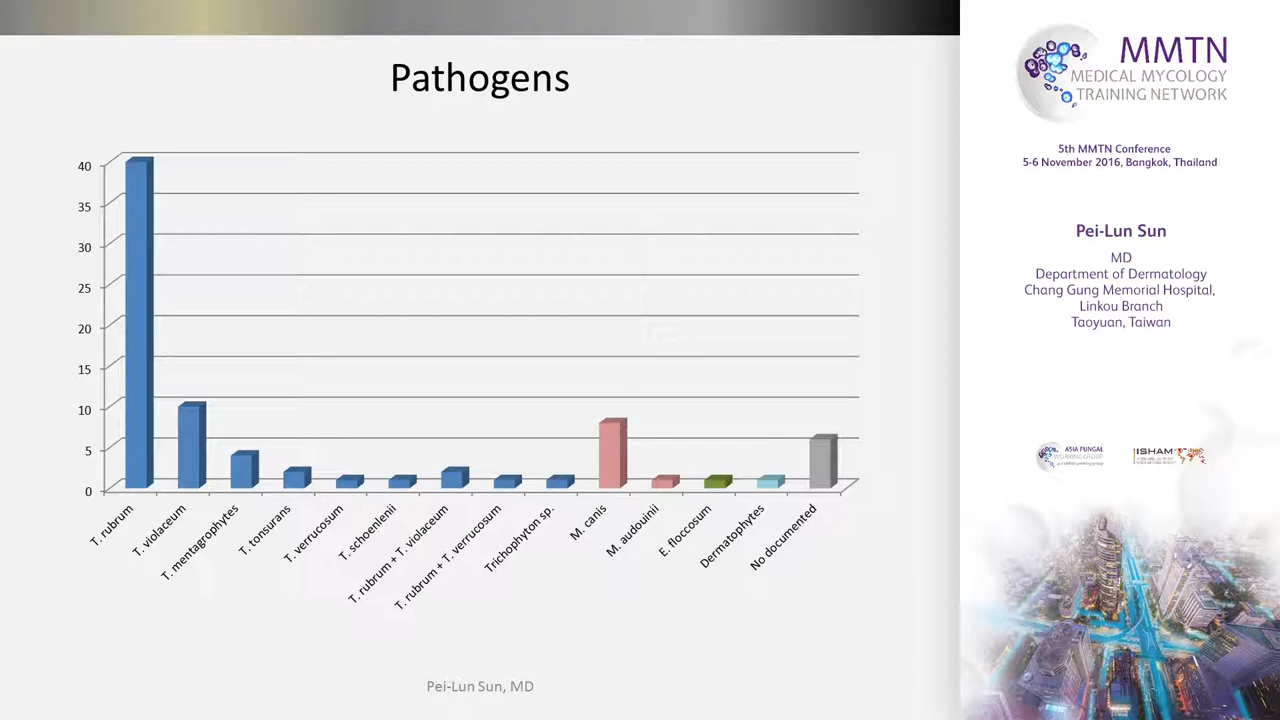 Pathogens
40
35
30
25
20
15
10
5
0
T. rubrum
T. violaceum
T. mentagrophytes
T. tonsurans
T. verrucosum
T. schoenlenii
T. rubrum + T. violaceum
T. rubrum + T. verrucosum
Trichophyton sp.
M. canis
M. audouinii
E. floccosum
Dermatophytes
No documented
Pei-Lun Sun, MD
MMTN
MEDICAL MYCOLOGY
TRAINING NETWORK
5th MMTN Conference
5-6 November 2016, Bangkok, Thailand
Pei-Lun Sun
MD
Department of Dermatology
Chang Gung Memorial Hospital,
Linkou Branch
Taoyuan, Taiwan
ASIA FUNGAL
WORKING GROUP
ISHAM